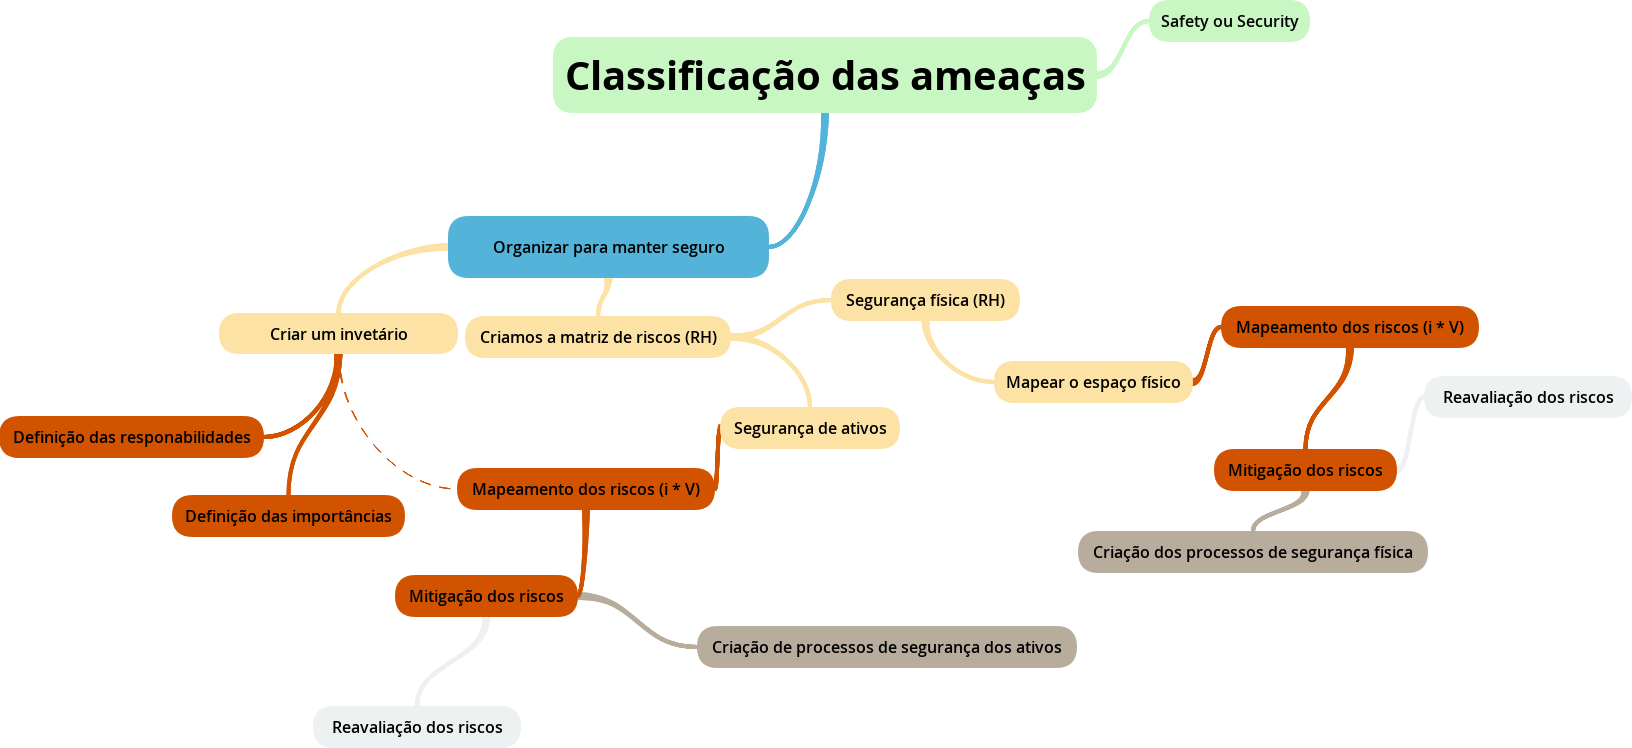 Safety ou Security
Classificação das ameaças
Organizar para manter seguro
Segurança física (RH)
Criar um invetário
Criamos a matriz de riscos (RH)
Mapeamento dos riscos (i * V)
Mapear o espaço físico
Reavaliação dos riscos
Definição das responabilidades
Segurança de ativos
Mapeamento dos riscos (i * V)
Mitigação dos riscos
Definição das importâncias
Criação dos processos de segurança física
Mitigação dos riscos
Criação de processos de segurança dos ativos
Reavaliação dos riscos